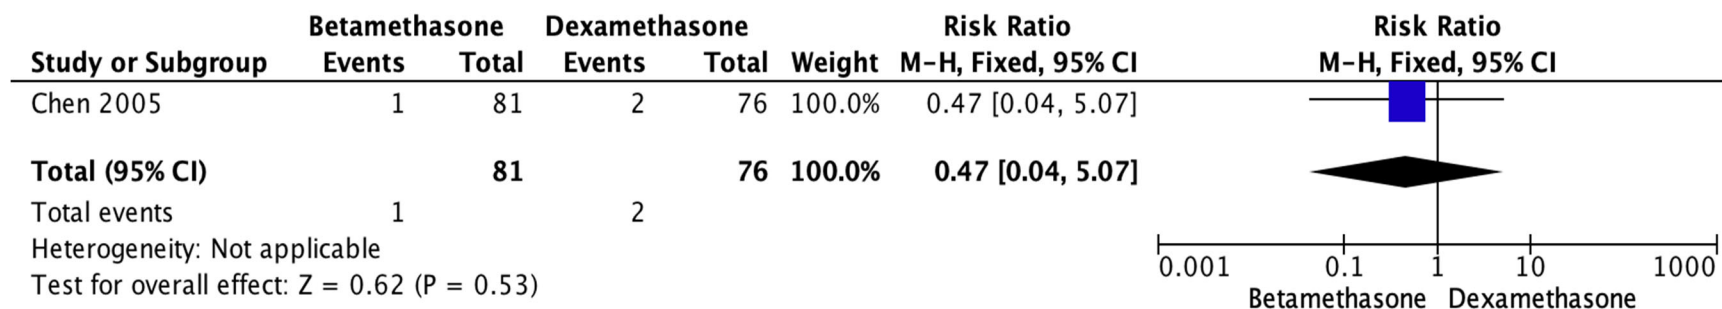 Betamethasone Dexamethasone Risk Ratio Risk Ratio
Study or Subgroup Events Total Events Total Weight M-H, Fixed, 95% CI M-H, Fixed, 95% CI
Chen 2005 1 81 2 76 100.0% 0.47 [0.04, 5.07]
Total (95% CI) 81 76 100.0% 0.47 [0.04, 5.07]
Total events 1 2
Heterogeneity: Not applicable
Test for overall effect: Z = 0.62 (P = 0.53)
0.001 0.1 1 10 1000
Betamethasone Dexamethasone